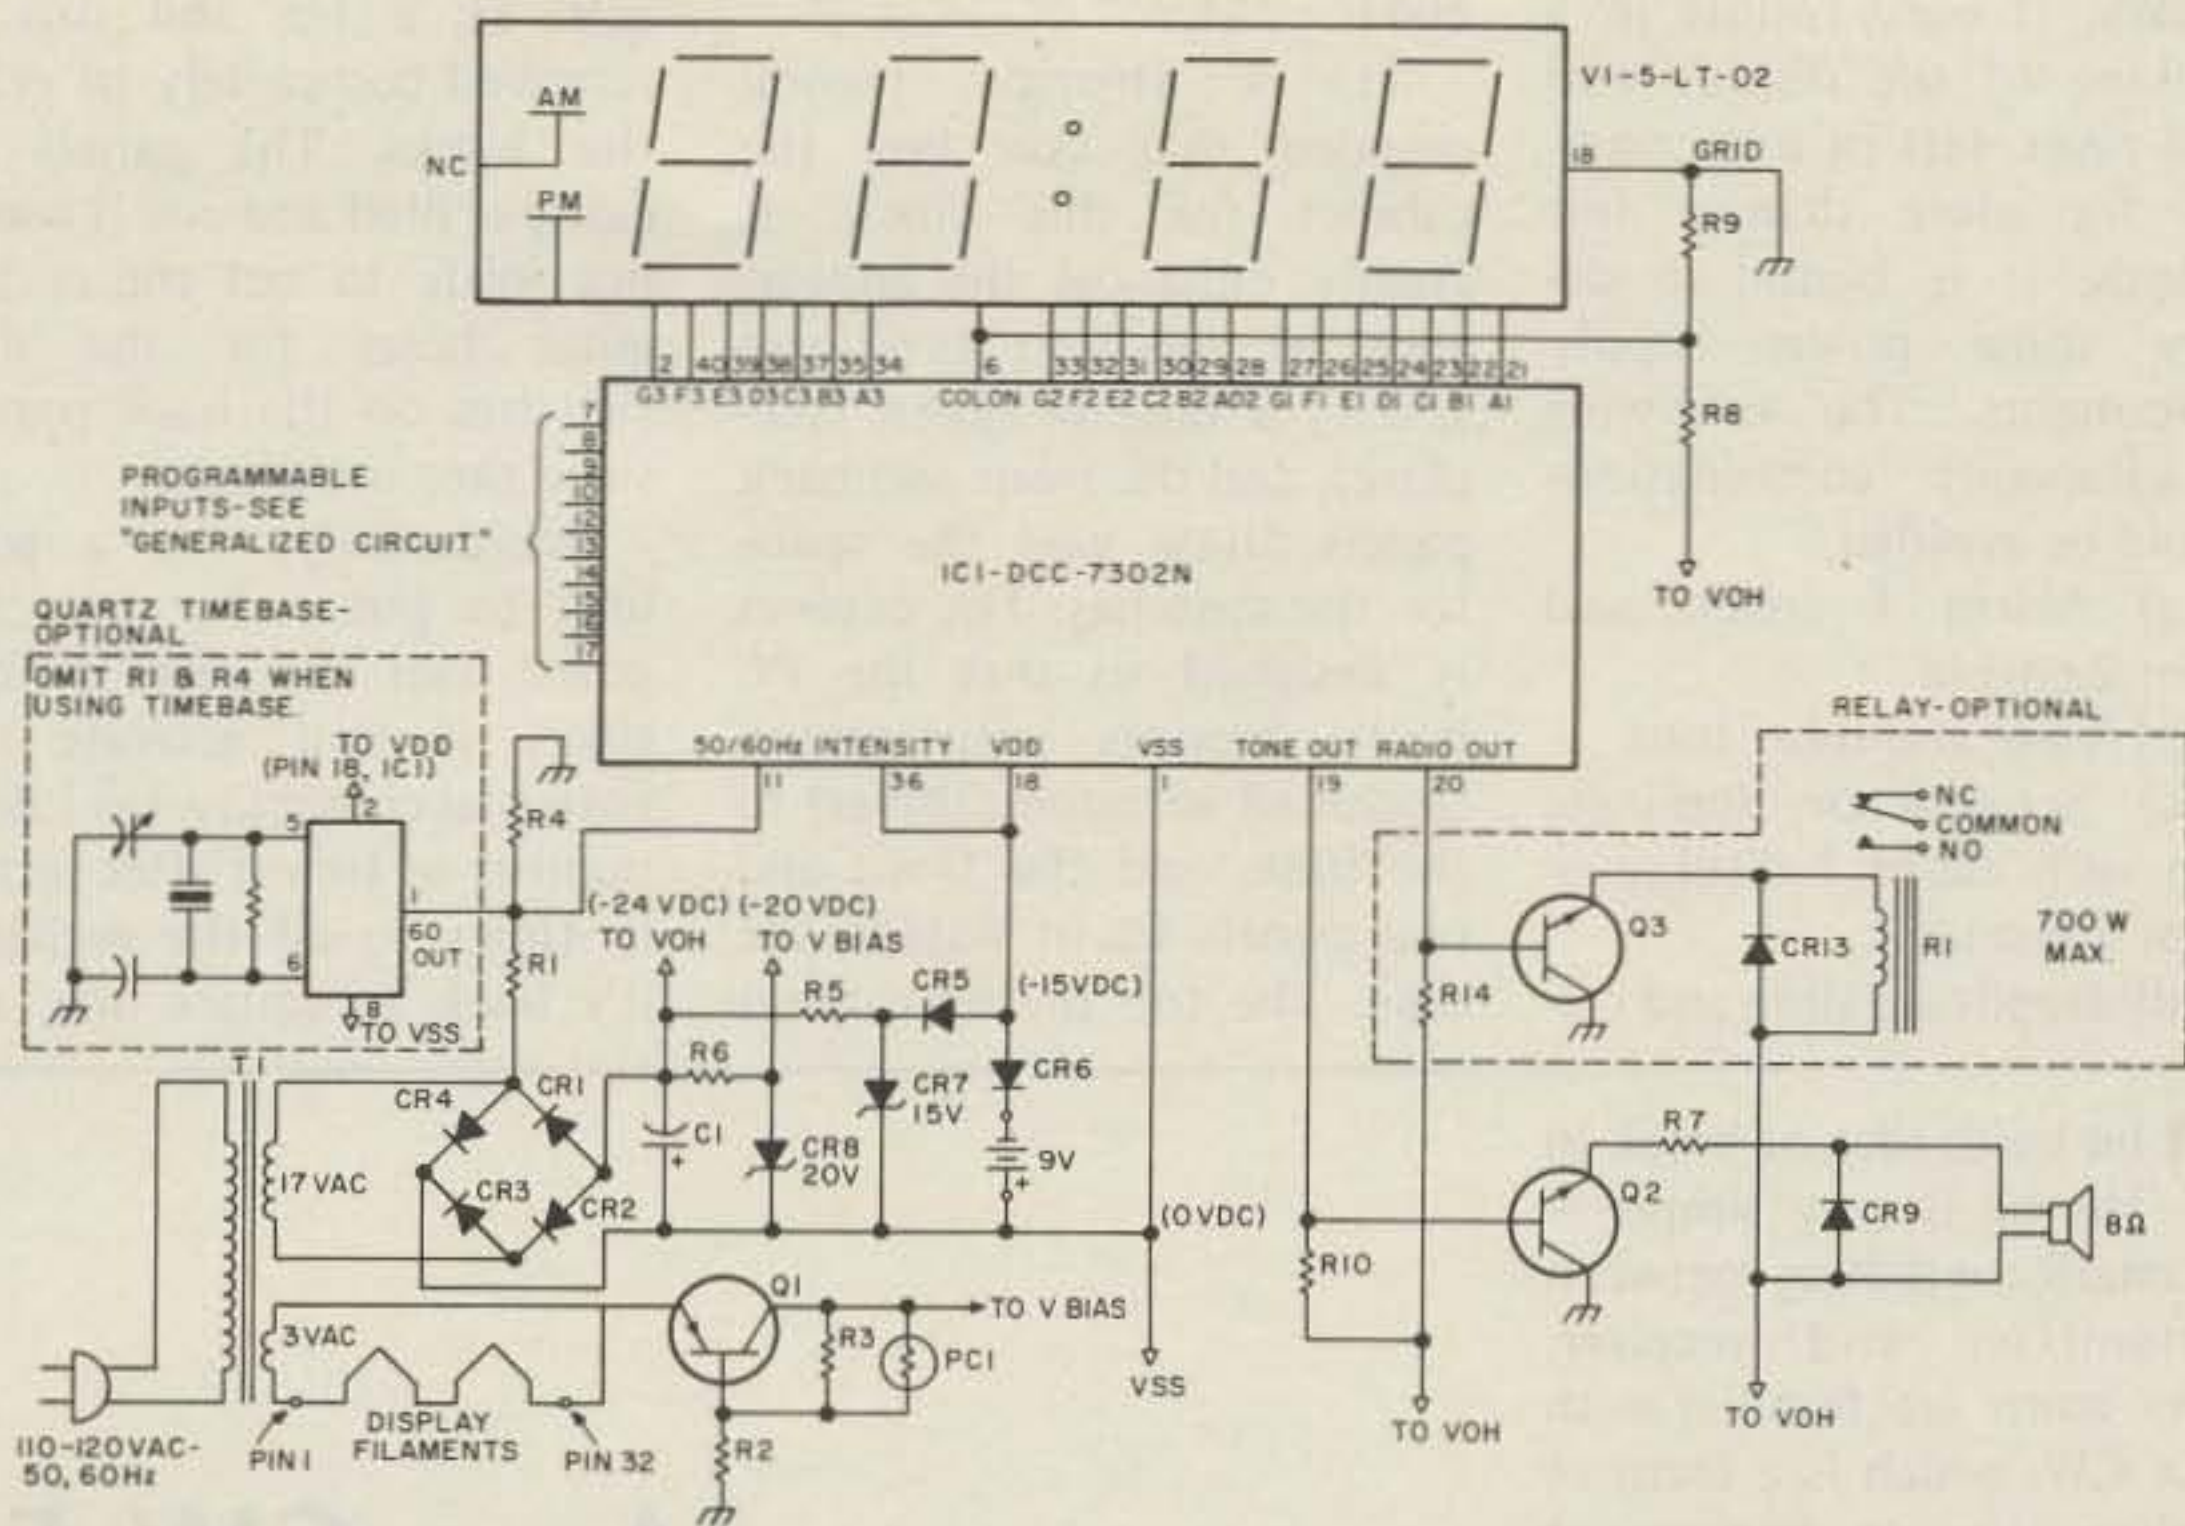 V1-5-LT-02
AM
NC
PM
18
GRID
R9
2
40
39
38
37
35
34
6
33
32
31
30
29
28
27
26
25
24
23
22
21
G3 F3 E3 D3 C3 B3 A3
COLON
G2 F2 E2 C2 B2 AD2
G1 F1 E1 D1 C1 B1 A1
R8
TO VOH
7
8
9
10
12
13
14
15
16
17
PROGRAMMABLE
INPUTS-SEE
"GENERALIZED CIRCUIT"
IC1-DCC-7302N
QUARTZ TIMEBASE-
OPTIONAL
OMIT R1 & R4 WHEN
USING TIMEBASE.
TO VDD
(PIN 18, IC1)
2
5
6
1
60
OUT
8
TO VSS
R4
R1
50/60Hz INTENSITY VDD VSS TONE OUT RADIO OUT
11
36
18
1
19
20
RELAY-OPTIONAL
NC
COMMON
NO
700 W
MAX.
Q3
CR13
R1
R14
(-24 VDC) (-20 VDC)
TO VOH
TO V BIAS
R5
CR5
(-15VDC)
R6
CR7
15V
CR6
C1
+
CR8
20V
9V
+
(0 VDC)
VSS
T1
17 VAC
CR4
CR1
CR3
CR2
3 VAC
PIN 1
DISPLAY
FILAMENTS
PIN 32
110-120VAC-
50, 60Hz
Q1
R3
PC1
TO V BIAS
R2
R10
TO VOH
R7
Q2
CR9
8Ω
TO VOH